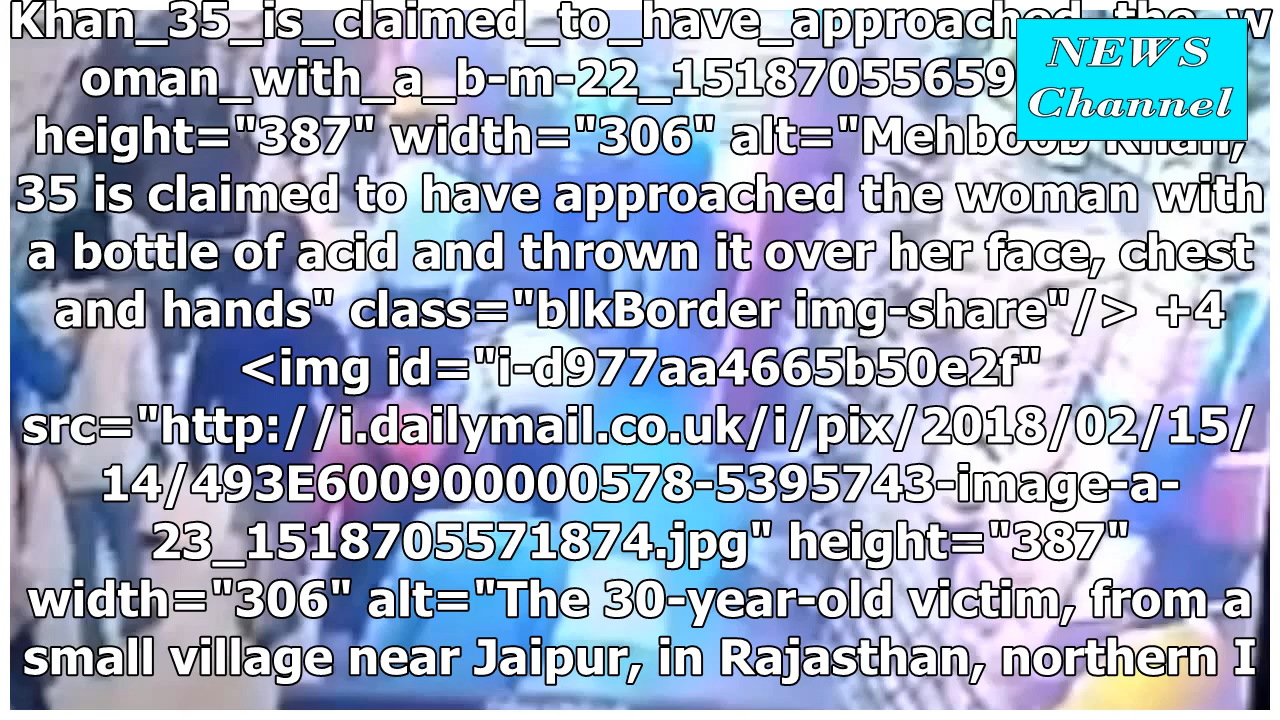 Khan_35_is_claimed_to_have_approached_the_w
oman_with_a_b-m-22_15187055659
height="387" width="306" alt="Mehboob Khan,
35 is claimed to have approached the woman with
a bottle of acid and thrown it over her face, chest
and hands" class="blkBorder img-share"/> +4
<img id="i-d977aa4665b50e2f"
src="http://i.dailymail.co.uk/i/pix/2018/02/15/
14/493E600900000578-5395743-image-a-
23_1518705571874.jpg" height="387"
width="306" alt="The 30-year-old victim, from a
small village near Jaipur, in Rajasthan, northern I
NEWS
Channel